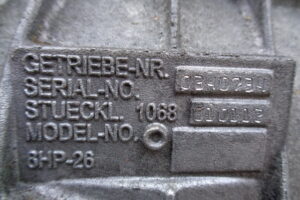 GETRIEBE-NR.
SERIAL-NO.
STUECKL. 1068
MODEL-NO.
6HP-26